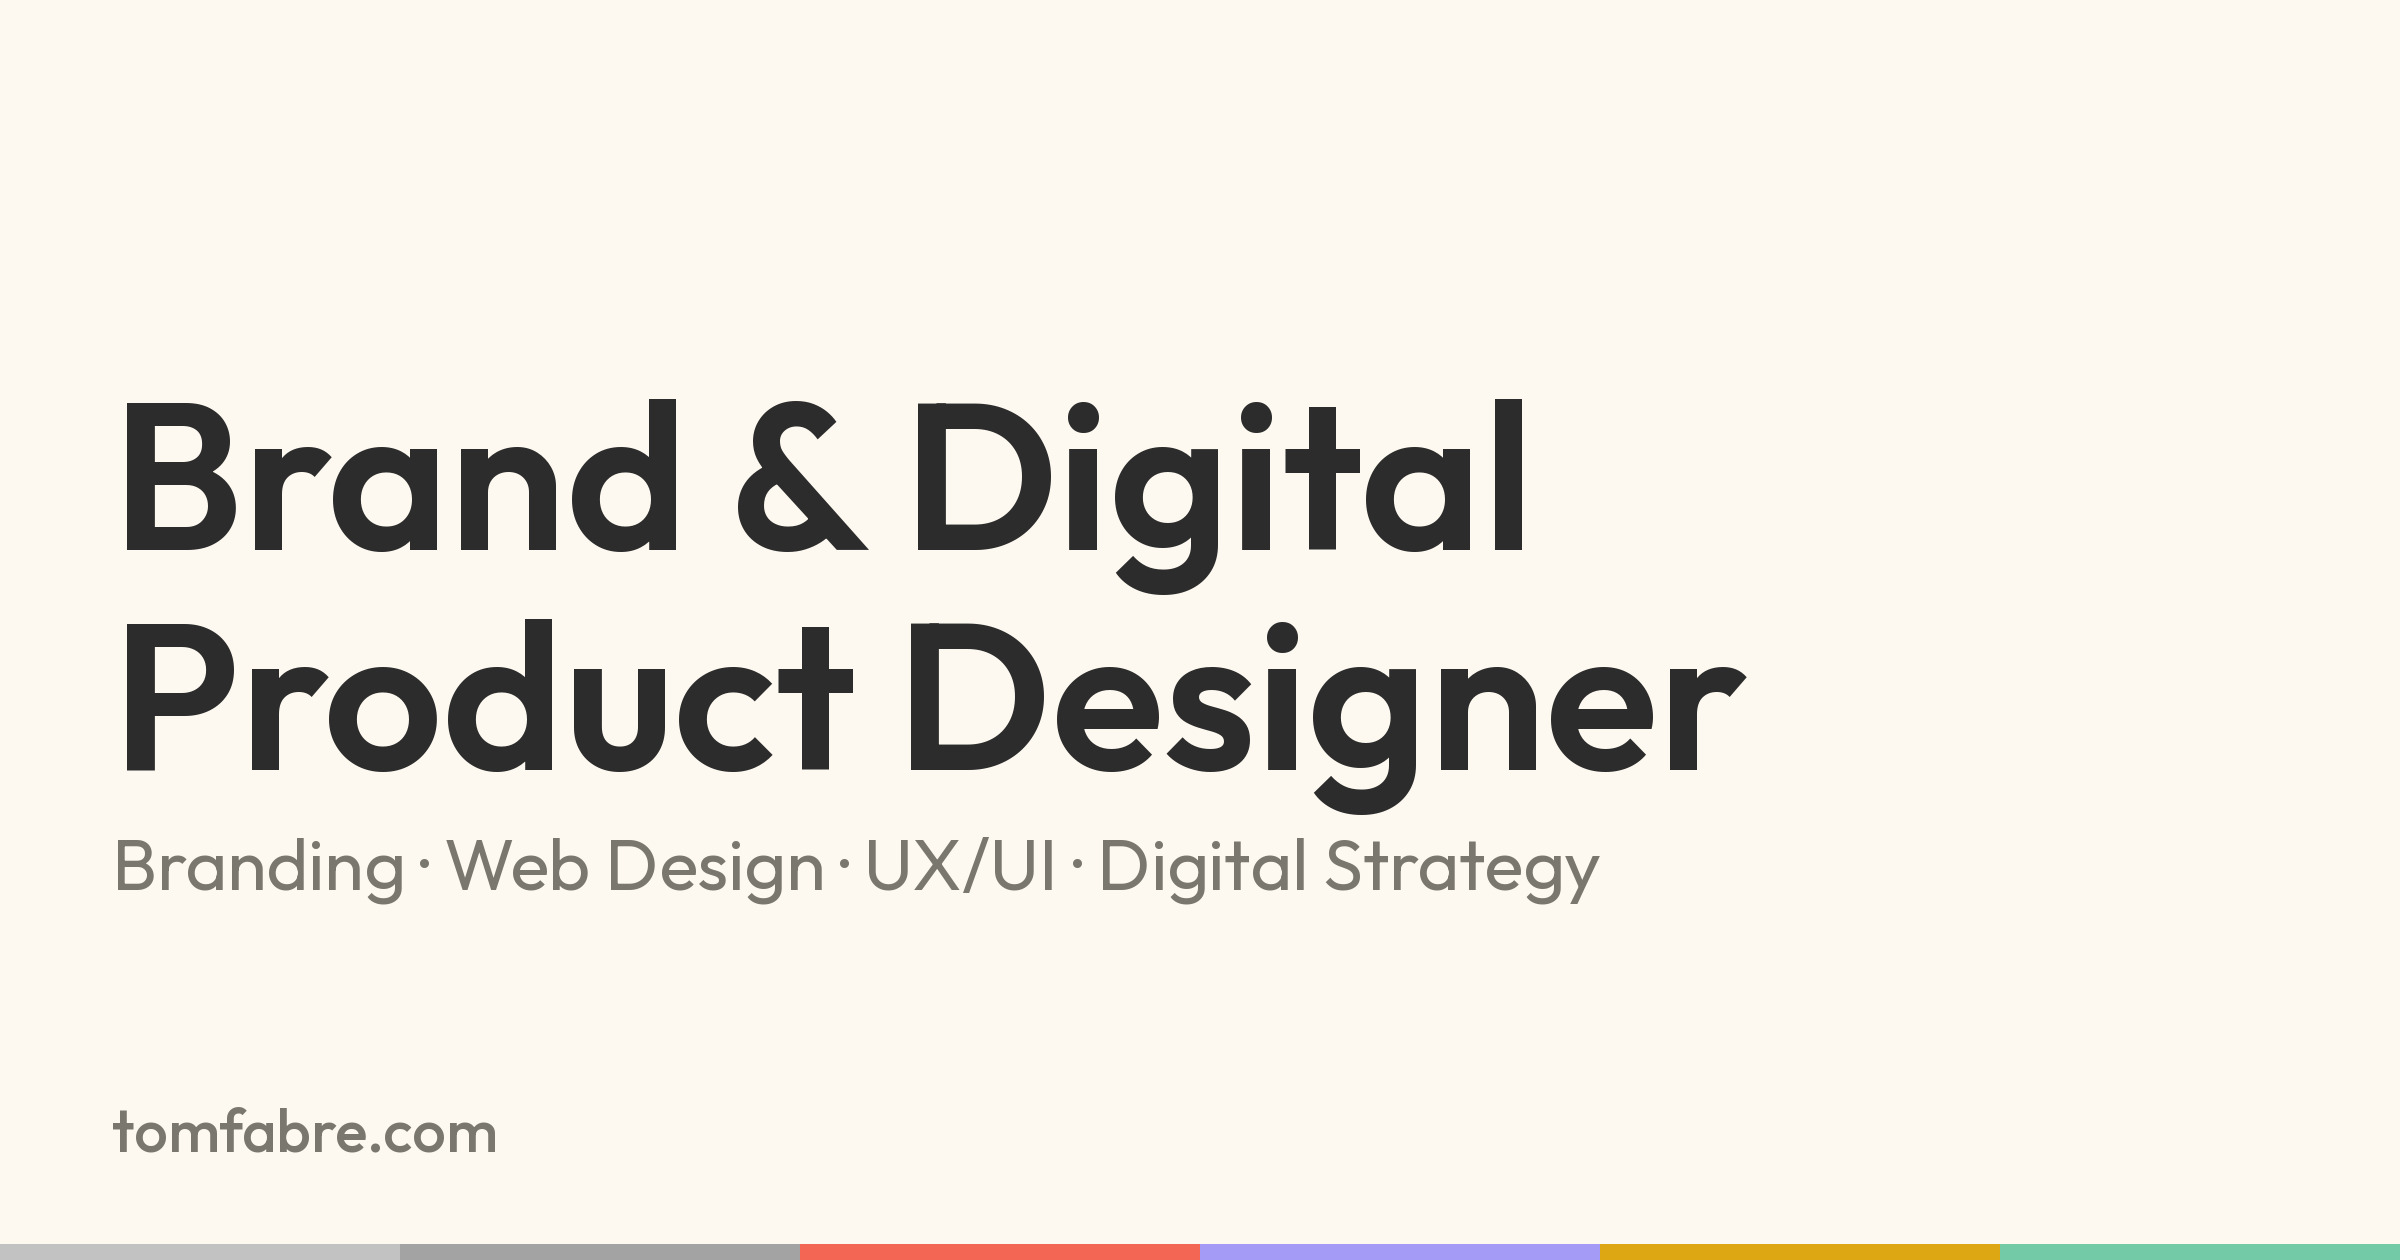 Brand & Digital
Product Designer
Branding · Web Design · UX/UI · Digital Strategy
tomfabre.com